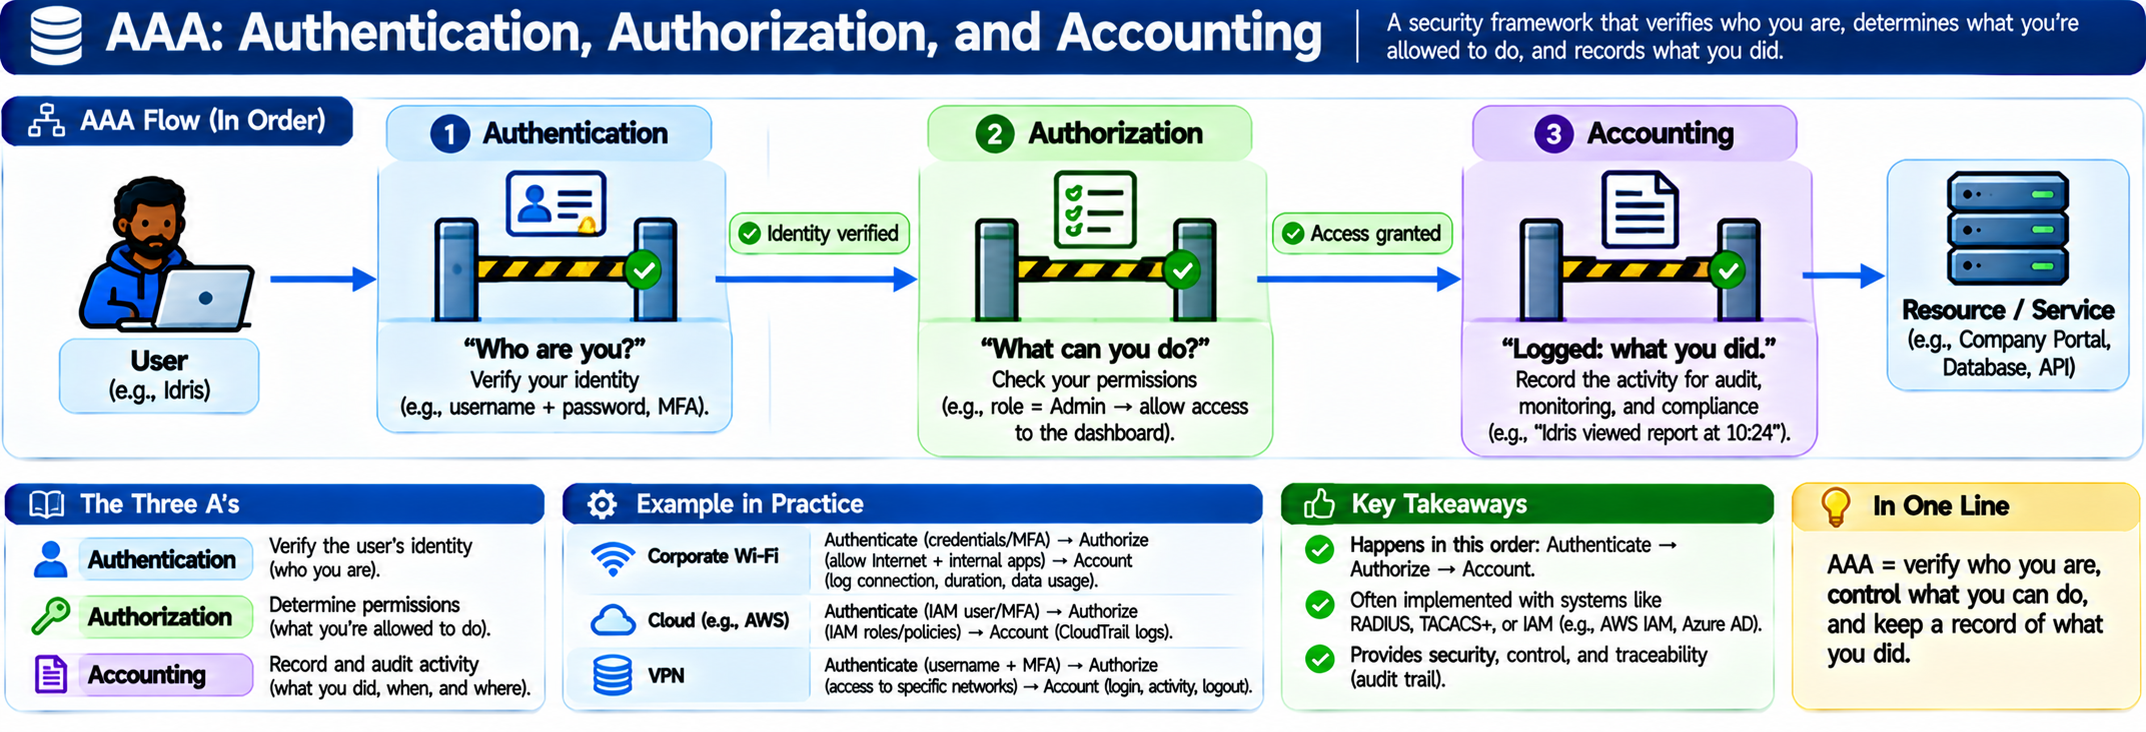 AAA: Authentication, Authorization, and Accounting
A security framework that verifies who you are, determines what you're
allowed to do, and records what you did.
AAA Flow (In Order)
User
(e.g., Idris)
1 Authentication
"Who are you?"
Verify your identity
(e.g., username + password, MFA).
Identity verified
2 Authorization
"What can you do?"
Check your permissions
(e.g., role = Admin → allow access
to the dashboard).
Access granted
3 Accounting
"Logged: what you did."
Record the activity for audit,
monitoring, and compliance
(e.g., "Idris viewed report at 10:24").
Resource / Service
(e.g., Company Portal,
Database, API)
The Three A's
Authentication
Verify the user's identity
(who you are).
Authorization
Determine permissions
(what you're allowed to do).
Accounting
Record and audit activity
(what you did, when, and where).
Example in Practice
Corporate Wi-Fi
Authenticate (credentials/MFA) → Authorize
(allow Internet + internal apps) → Account
(log connection, duration, data usage).
Cloud (e.g., AWS)
Authenticate (IAM user/MFA) → Authorize
(IAM roles/policies) → Account (CloudTrail logs).
VPN
Authenticate (username + MFA) → Authorize
(access to specific networks) → Account (login, activity, logout).
Key Takeaways
Happens in this order: Authenticate →
Authorize → Account.
Often implemented with systems like
RADIUS, TACACS+, or IAM (e.g., AWS IAM, Azure AD).
Provides security, control, and traceability
(audit trail).
In One Line
AAA = verify who you are,
control what you can do,
and keep a record of what
you did.